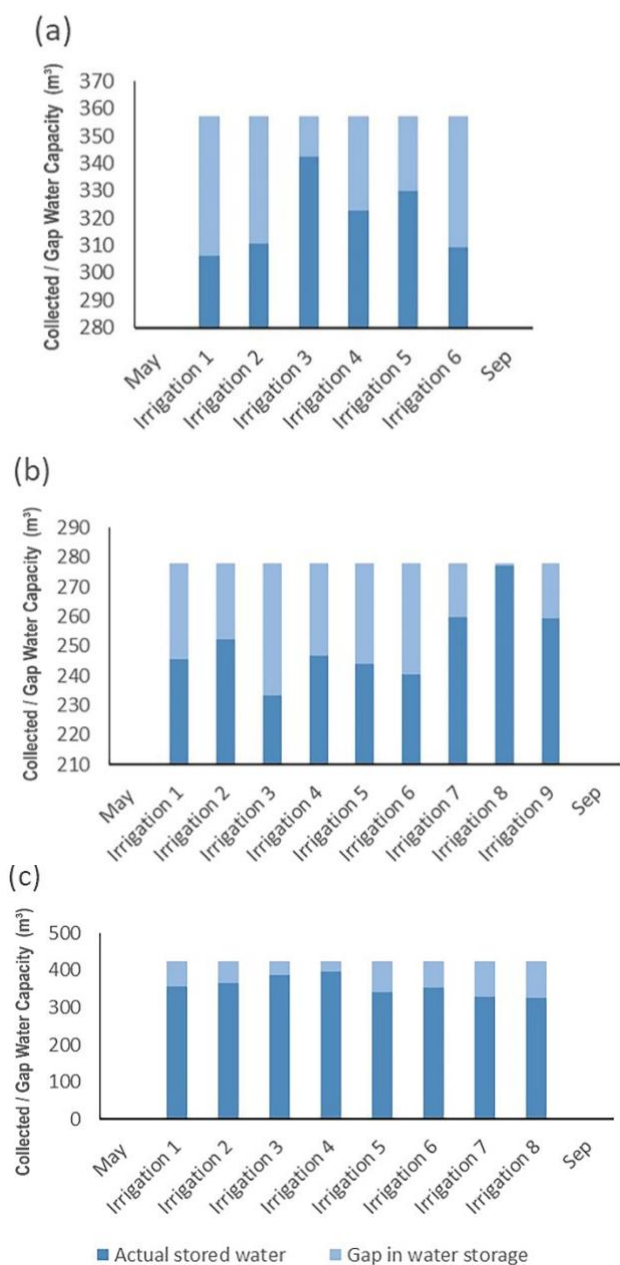 (a)
Collected / Gap Water Capacity (m³)
370
360
350
340
330
320
310
300
290
280
May
Irrigation 1
Irrigation 2
Irrigation 3
Irrigation 4
Irrigation 5
Irrigation 6
Sep
(b)
Collected / Gap Water Capacity (m³)
290
280
270
260
250
240
230
220
210
May
Irrigation 1
Irrigation 2
Irrigation 3
Irrigation 4
Irrigation 5
Irrigation 6
Irrigation 7
Irrigation 8
Irrigation 9
Sep
(c)
Collected / Gap Water Capacity (m³)
500
400
300
200
100
0
May
Irrigation 1
Irrigation 2
Irrigation 3
Irrigation 4
Irrigation 5
Irrigation 6
Irrigation 7
Irrigation 8
Sep
Actual stored water
Gap in water storage